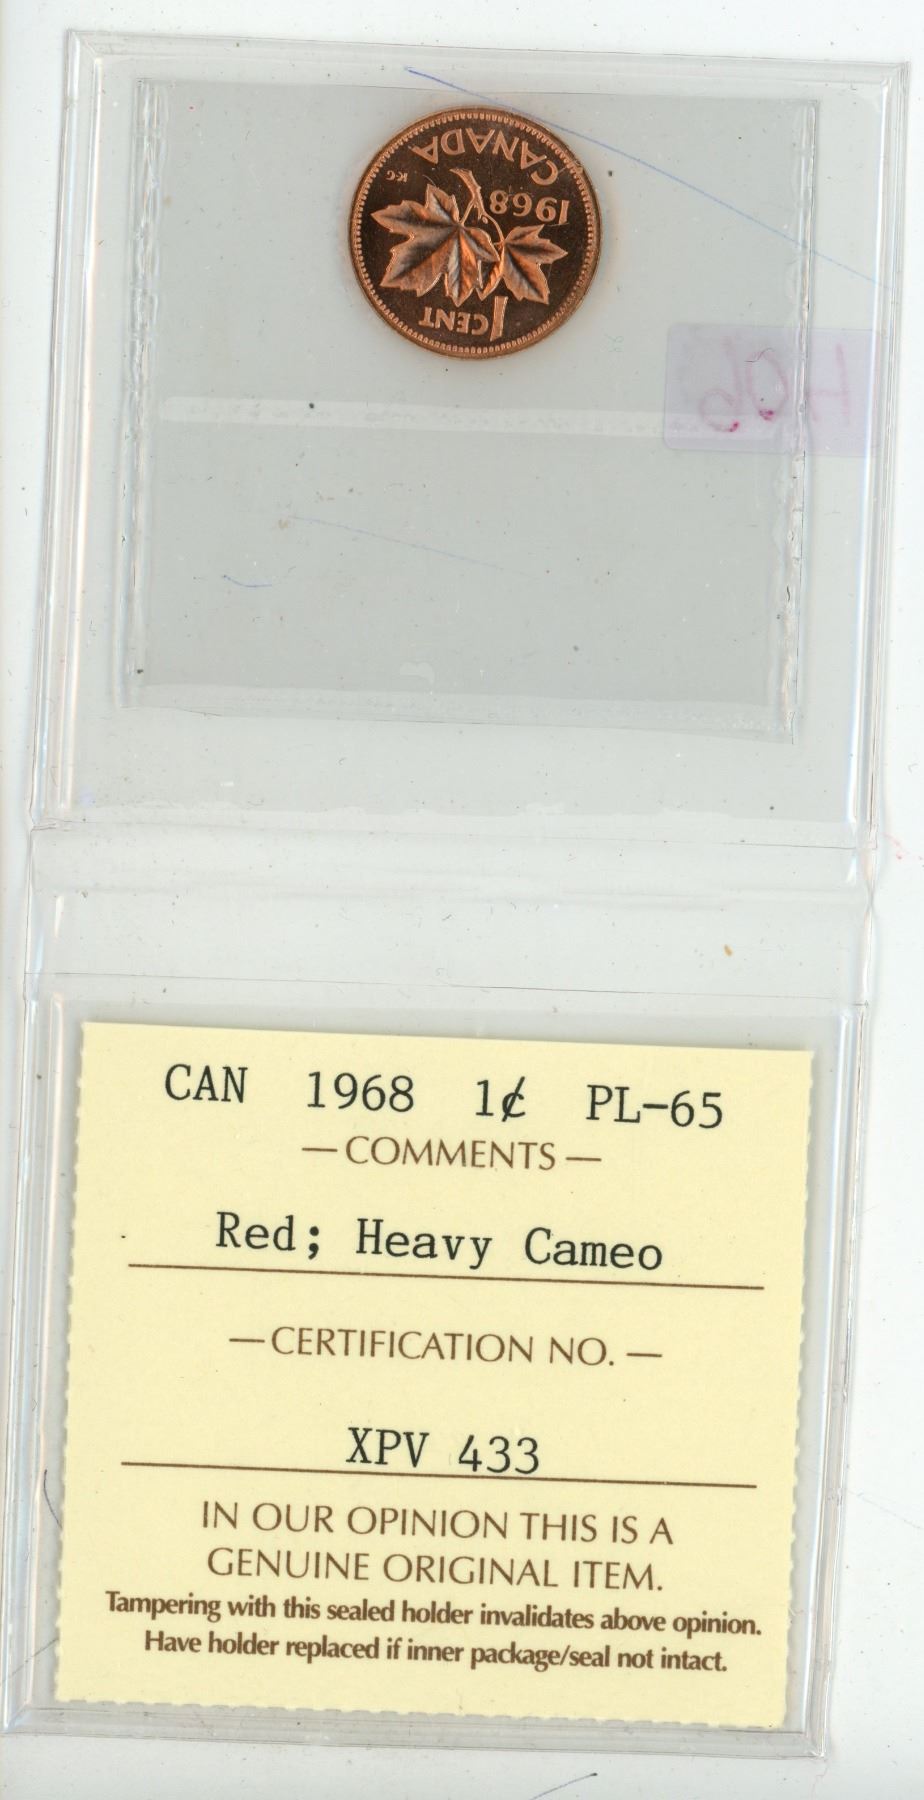 CANADA
K·G
1968
1
CENT
406
CAN 1968 1¢ PL-65
—COMMENTS—
Red; Heavy Cameo
—CERTIFICATION NO.—
XPV 433
IN OUR OPINION THIS IS A
GENUINE ORIGINAL ITEM.
Tampering with this sealed holder invalidates above opinion.
Have holder replaced if inner package/seal not intact.